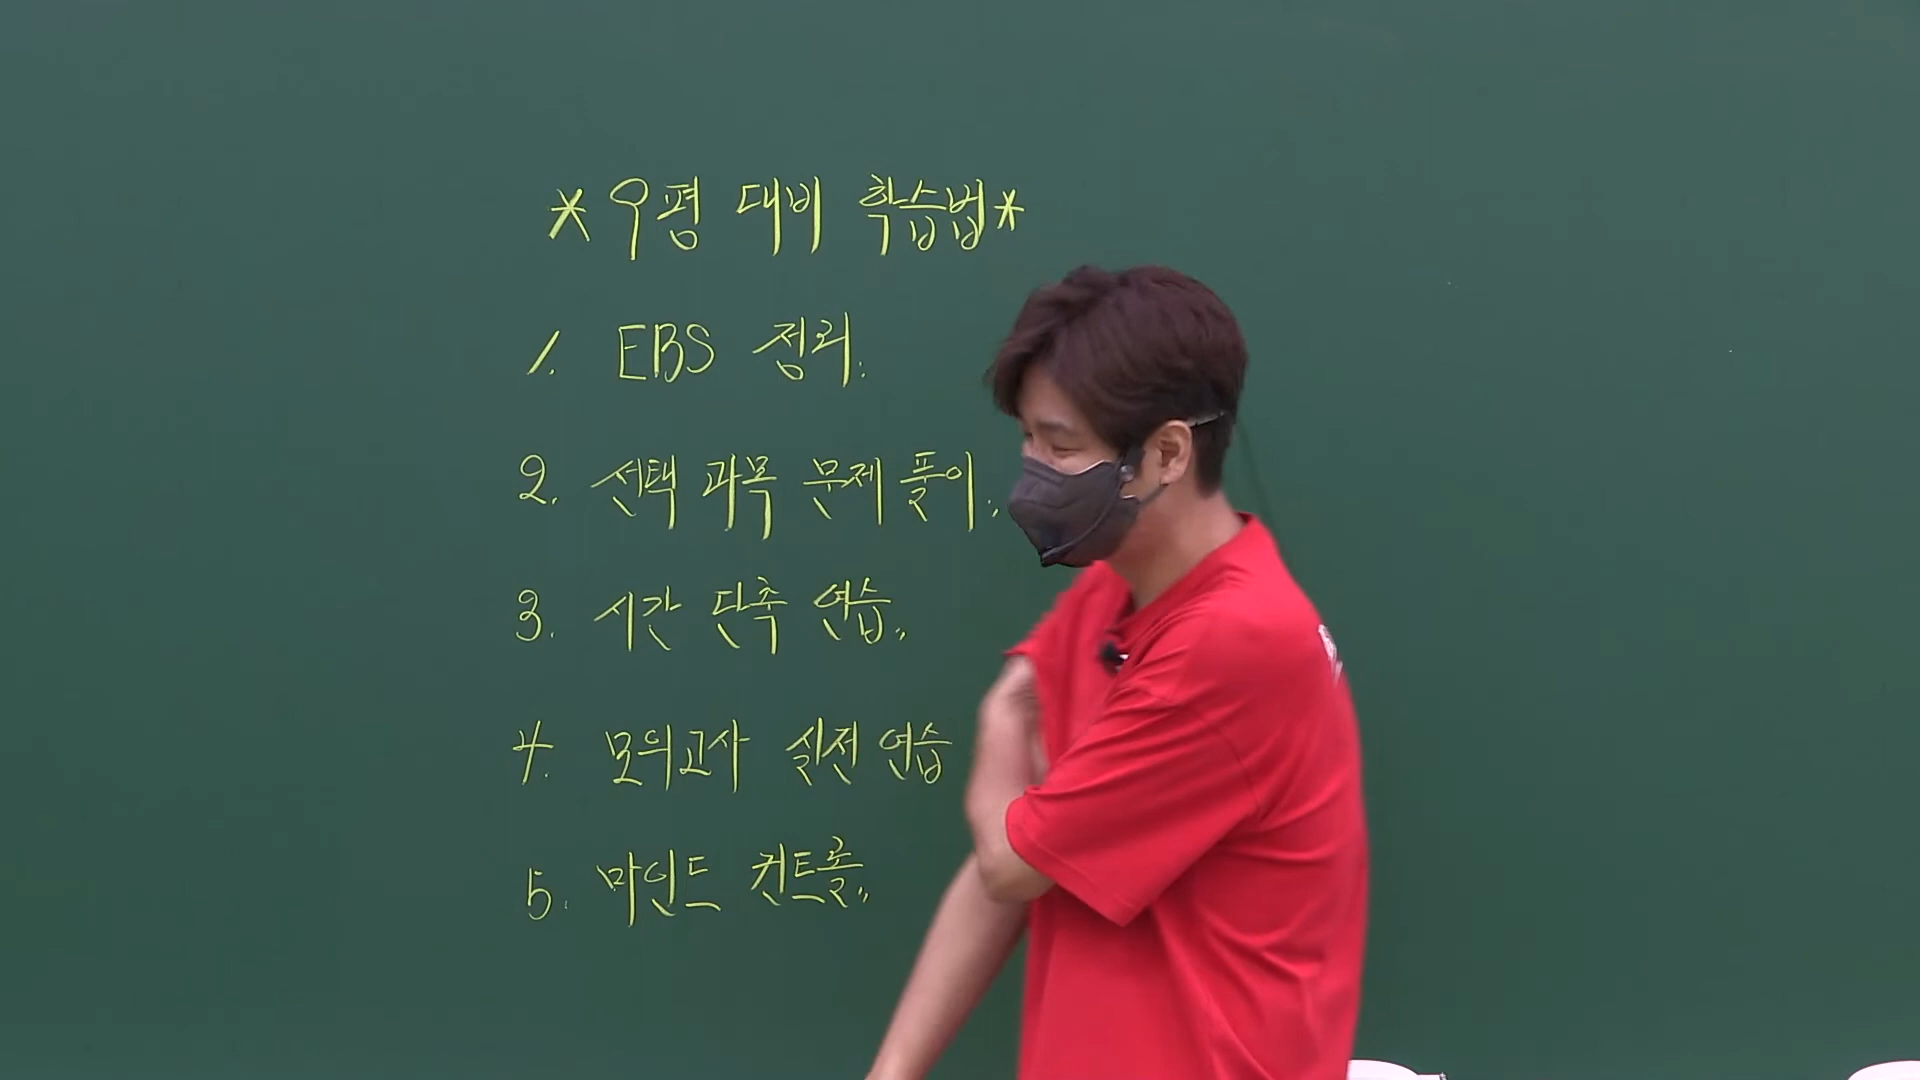 *9평 대비 학습법*
1. EBS 정리.
2. 선택 과목 문제 풀이.
3. 시간 단축 연습.
4. 모의고사 실전 연습
5. 마인드 컨트롤.